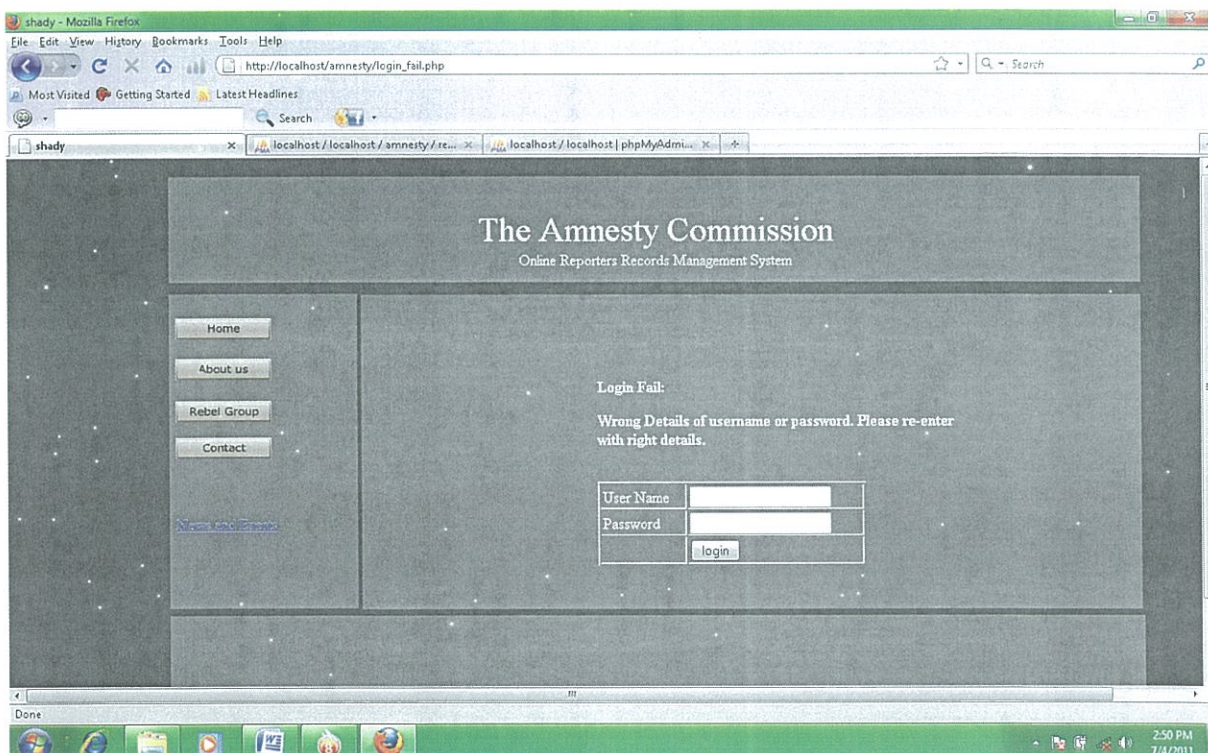 shady - Mozilla Firefox
File Edit View History Bookmarks Tools Help
http://localhost/amnesty/login_fail.php
Search
Most Visited Getting Started Latest Headlines
Search
shady
localhost / localhost / amnesty / re...
localhost / localhost | phpMyAdmi...
The Amnesty Commission
Online Reporters Records Management System
Home
About us
Rebel Group
Contact
News and Events
Login Fail:
Wrong Details of username or password. Please re-enter
with right details.
User Name
Password
login
Done
2:50 PM
7/4/2011